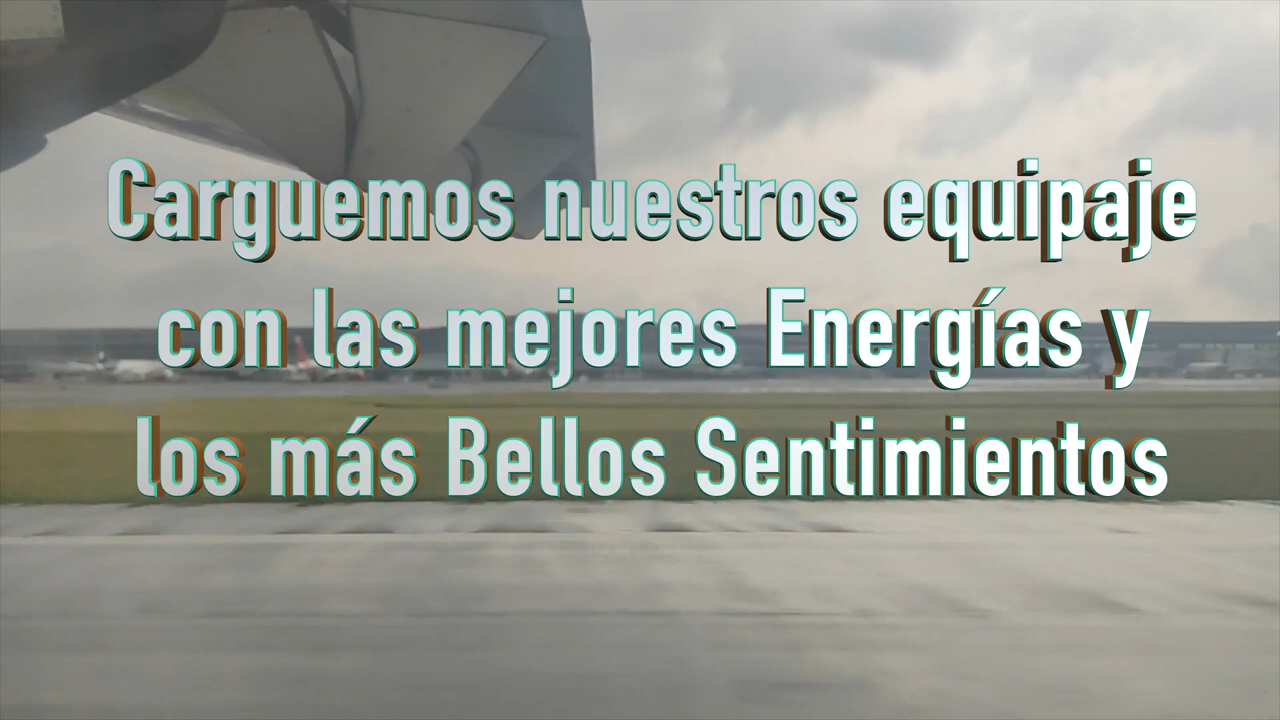 Carguemos nuestros equipaje
con las mejores Energías y
los más Bellos Sentimientos